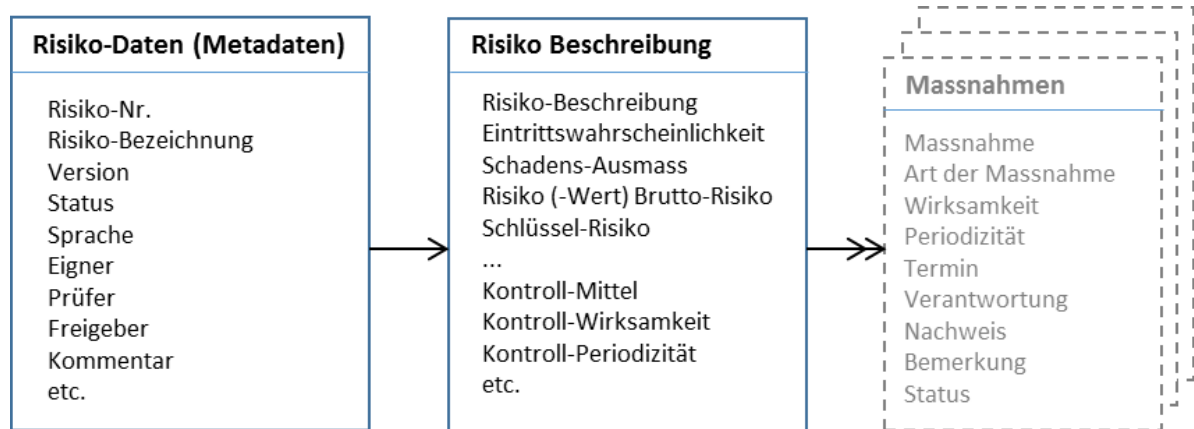 Risiko-Daten (Metadaten)
Risiko-Nr.
Risiko-Bezeichnung
Version
Status
Sprache
Eigner
Prüfer
Freigeber
Kommentar
etc.
Risiko Beschreibung
Risiko-Beschreibung
Eintrittswahrscheinlichkeit
Schadens-Ausmass
Risiko (-Wert) Brutto-Risiko
Schlüssel-Risiko
...
Kontroll-Mittel
Kontroll-Wirksamkeit
Kontroll-Periodizität
etc.
Massnahmen
Massnahme
Art der Massnahme
Wirksamkeit
Periodizität
Termin
Verantwortung
Nachweis
Bemerkung
Status